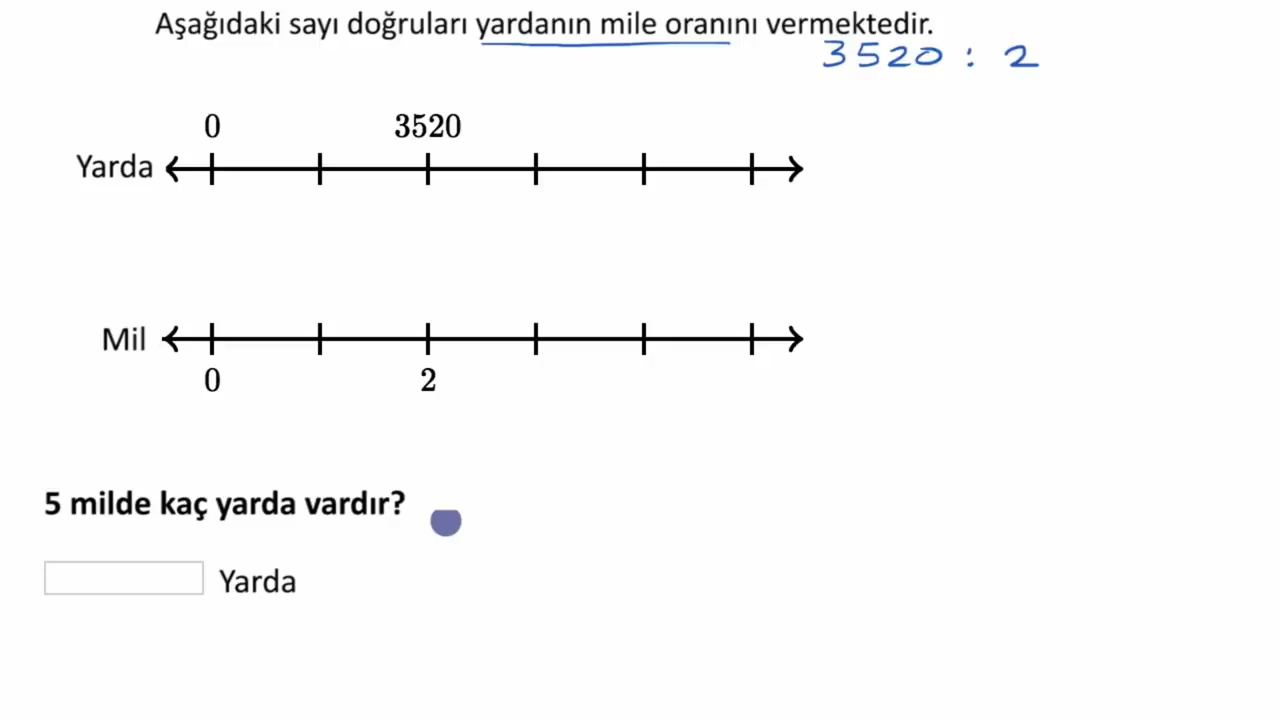 Aşağıdaki sayı doğruları yardanın mile oranını vermektedir.
3520 : 2
0 3520
Yarda
Mil
0 2
5 milde kaç yarda vardır?
Yarda